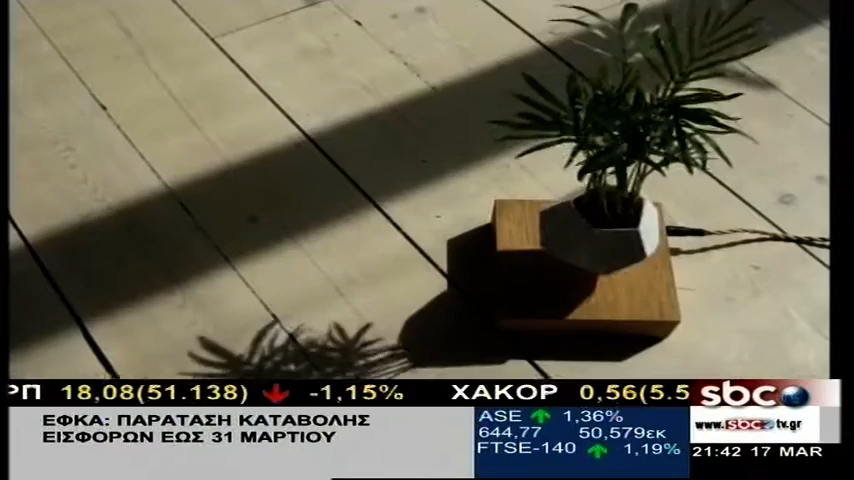 ΡΠ 18,08(51.138) -1,15% ΧΑΚΟΡ 0,56(5.5
sbc
ΕΦΚΑ: ΠΑΡΑΤΑΣΗ ΚΑΤΑΒΟΛΗΣ
ΕΙΣΦΟΡΩΝ ΕΩΣ 31 ΜΑΡΤΙΟΥ
ASE 1,36%
644,77 50,579εκ
FTSE-140 1,19%
www.sbctv.gr
21:42 17 MAR